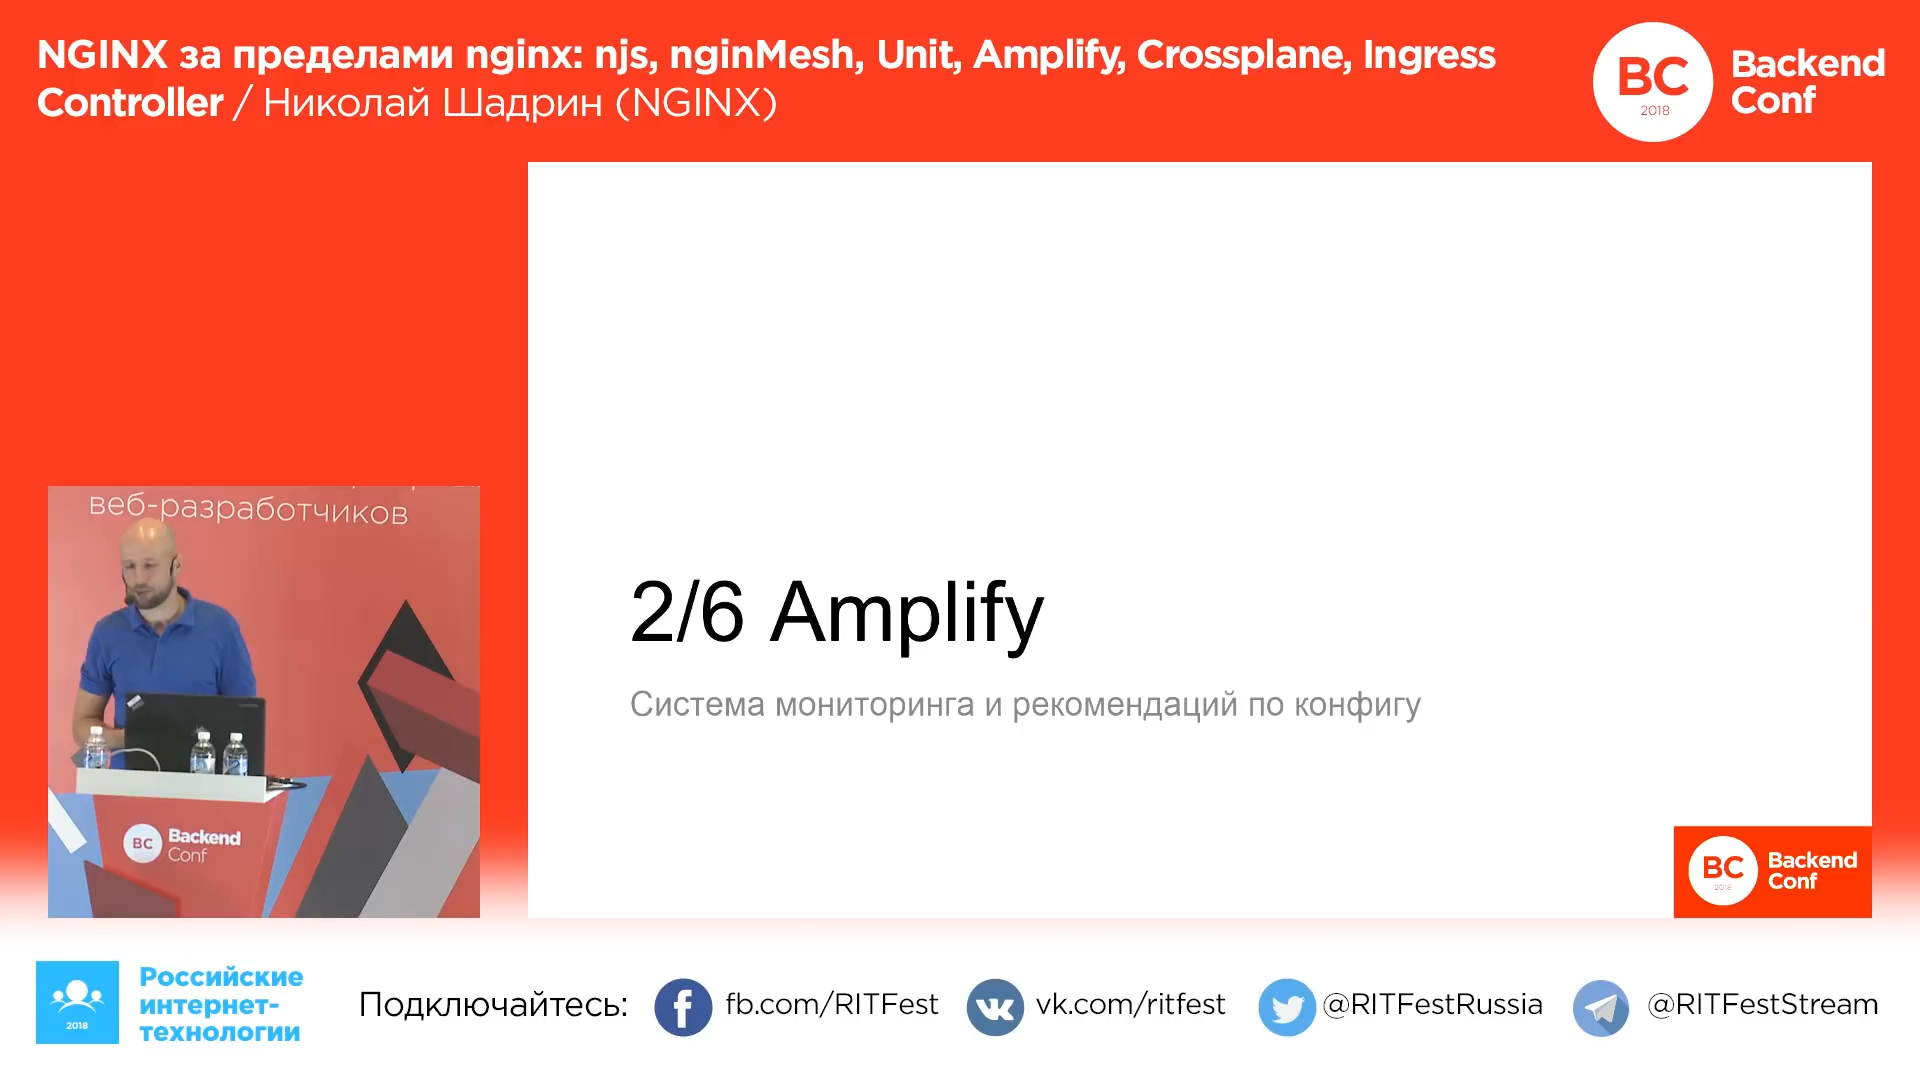 NGINX за пределами nginx: njs, nginMesh, Unit, Amplify, Crossplane, Ingress
Controller / Николай Шадрин (NGINX)
BC
2018
Backend
Conf
веб-разработчиков
2/6 Amplify
Система мониторинга и рекомендаций по конфигу
BC
Backend
Conf
BC
2018
Backend
Conf
2018
Российские
интернет-
технологии
Подключайтесь:
fb.com/RITFest
vk.com/ritfest
@RITFestRussia
@RITFestStream